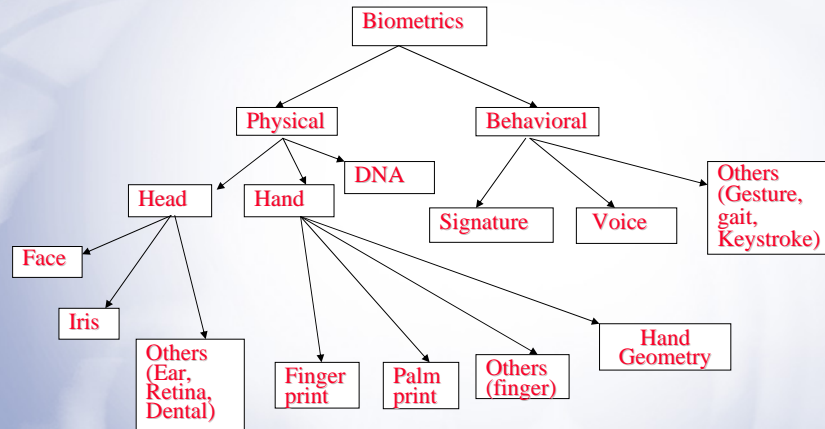 Biometrics
Physical
Behavioral
DNA
Head
Hand
Signature
Voice
Others
(Gesture,
gait,
Keystroke)
Face
Iris
Others
(Ear,
Retina,
Dental)
Finger
print
Palm
print
Others
(finger)
Hand
Geometry